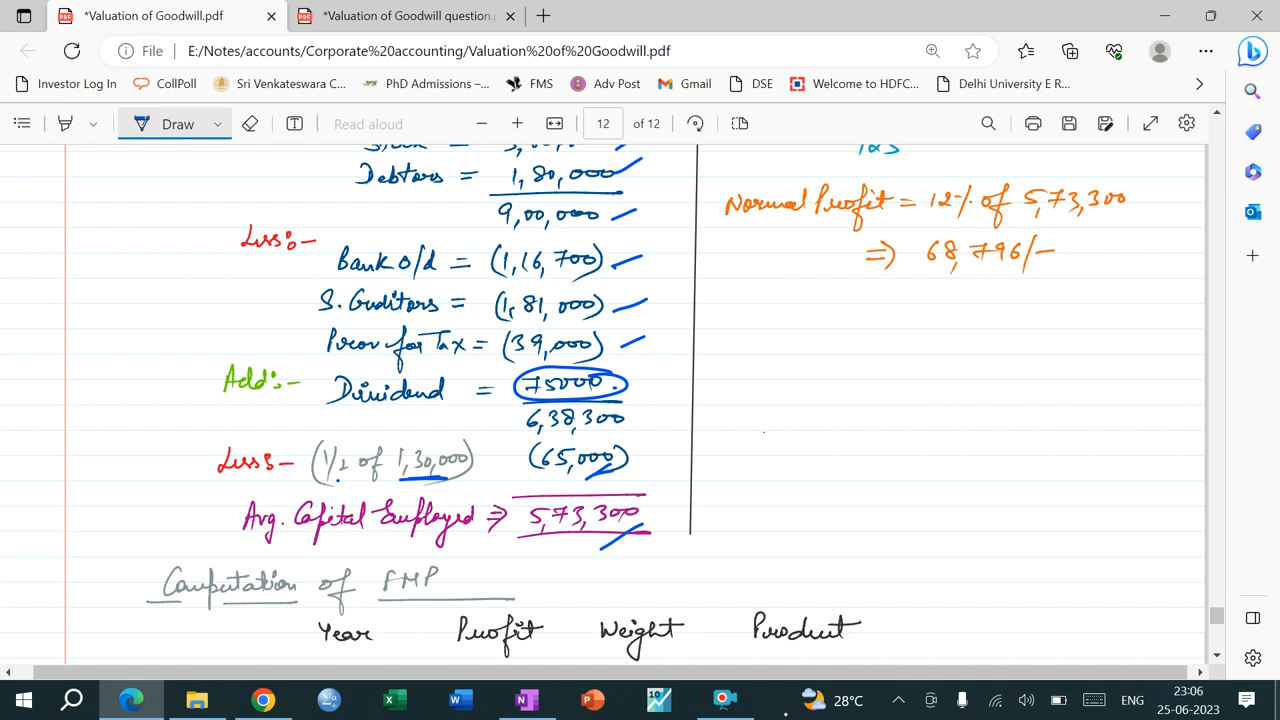 *Valuation of Goodwill.pdf
*Valuation of Goodwill question.
File E:/Notes/accounts/Corporate%20accounting/Valuation%20of%20Goodwill.pdf
Investor Log In CollPoll Sri Venkateswara C... PhD Admissions –... FMS Adv Post Gmail DSE Welcome to HDFC... Delhi University E R...
Draw Read aloud 12 of 12
Debtors = 1,80,000
9,00,000
Less:-
Bank o/d = (1,16,700)
S. Creditors = (1,81,000)
Prov for Tax = (39,000)
Add:- Dividend = 75000
6,38,300
Less:- (1/2 of 1,30,000) (65,000)
Avg. Capital Employed ⇒ 5,73,300
Normal Profit = 12% of 5,73,300
⇒ 68,796/-
Computation of FMP
Year Profit Weight Product
28°C ENG 23:06
25-06-2023